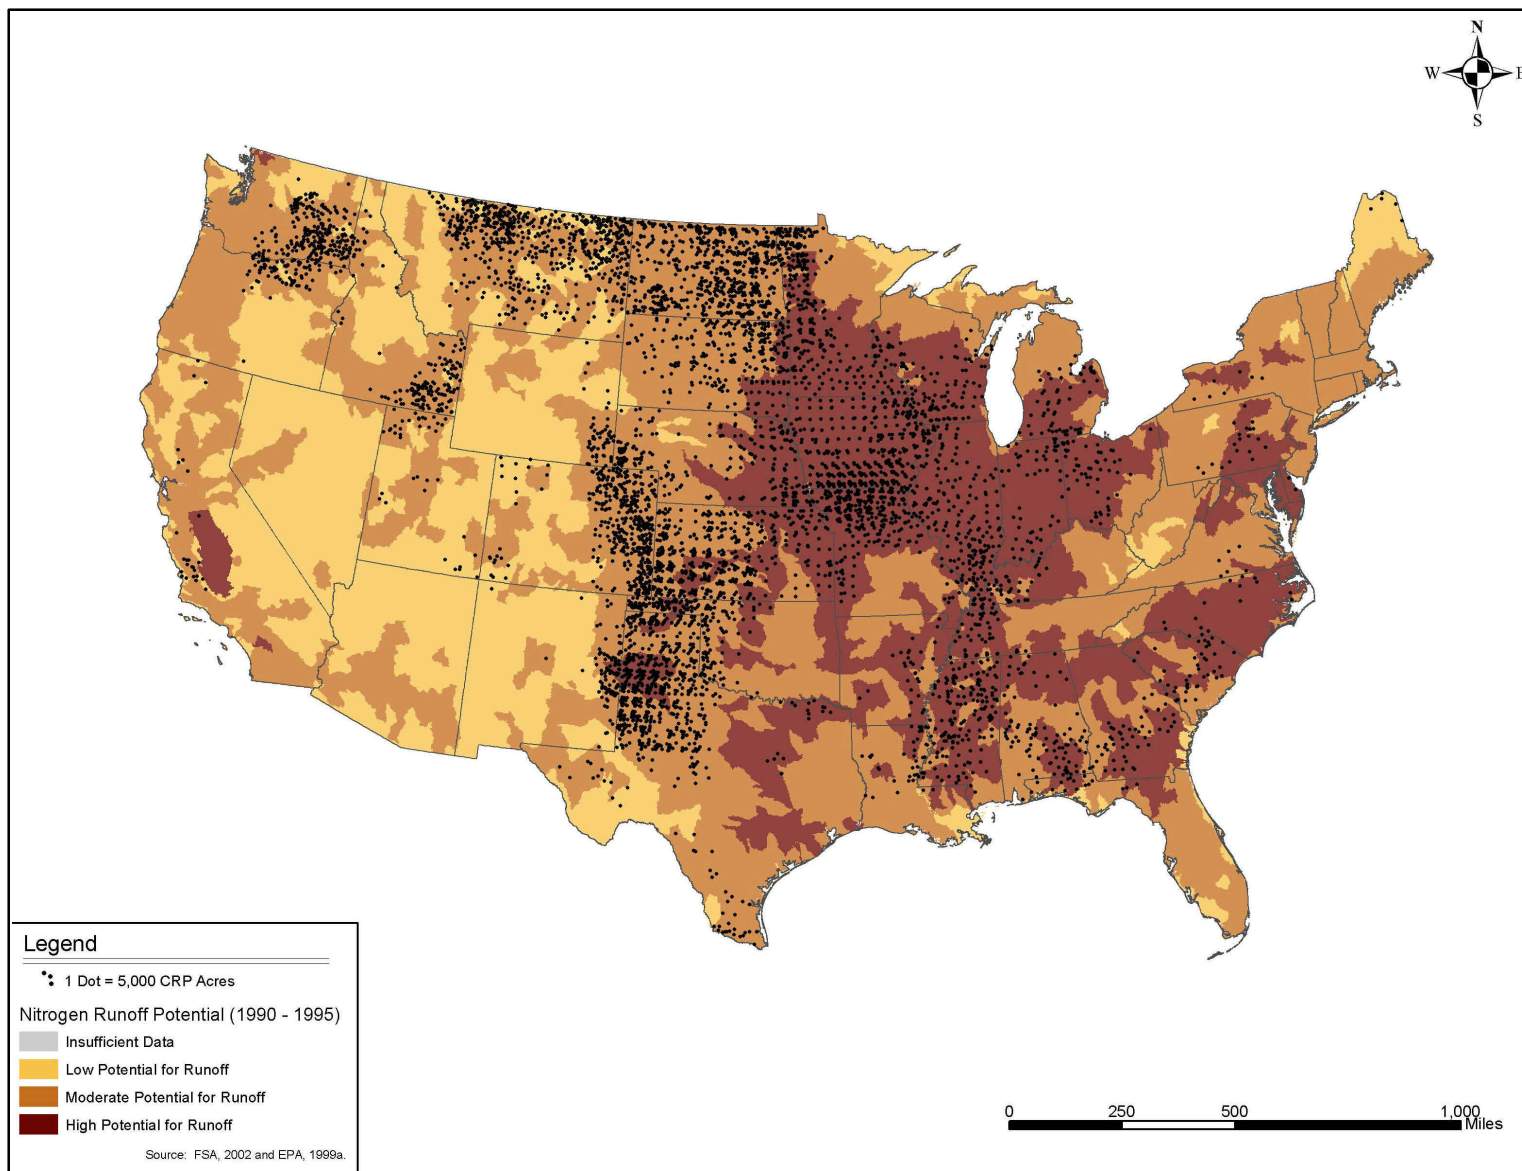 N
W E
S
Legend
1 Dot = 5,000 CRP Acres
Nitrogen Runoff Potential (1990 - 1995)
Insufficient Data
Low Potential for Runoff
Moderate Potential for Runoff
High Potential for Runoff
Source: FSA, 2002 and EPA, 1999a.
0 250 500 1,000
Miles